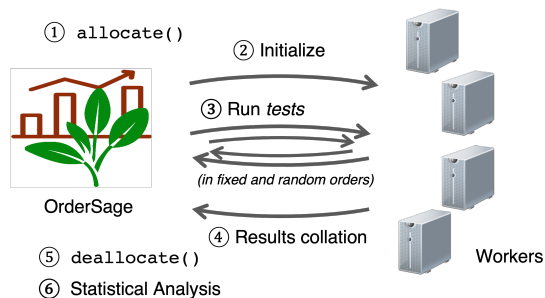 ① allocate()
② Initialize
③ Run tests
(in fixed and random orders)
OrderSage
④ Results collation
Workers
⑤ deallocate()
⑥ Statistical Analysis